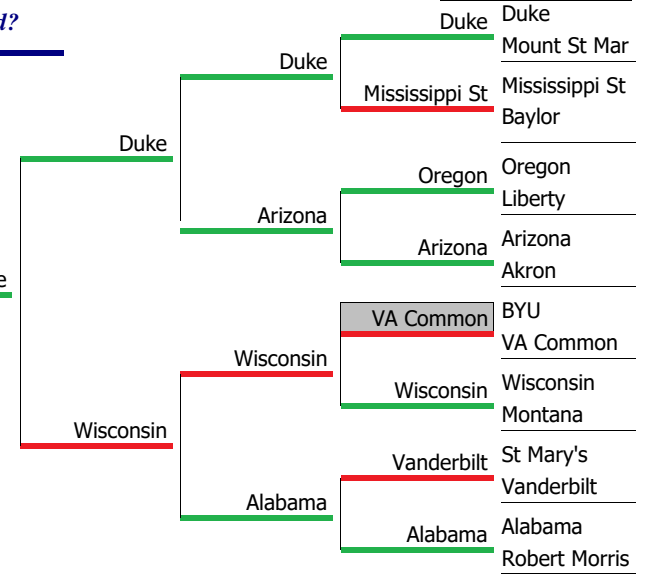 d?
Duke
Duke
Mount St Mar
Duke
Mississippi St
Mississippi St
Baylor
Duke
Oregon
Oregon
Liberty
Arizona
Arizona
Arizona
Akron
e
VA Common
BYU
VA Common
Wisconsin
Wisconsin
Wisconsin
Montana
Wisconsin
Vanderbilt
St Mary's
Vanderbilt
Alabama
Alabama
Alabama
Robert Morris